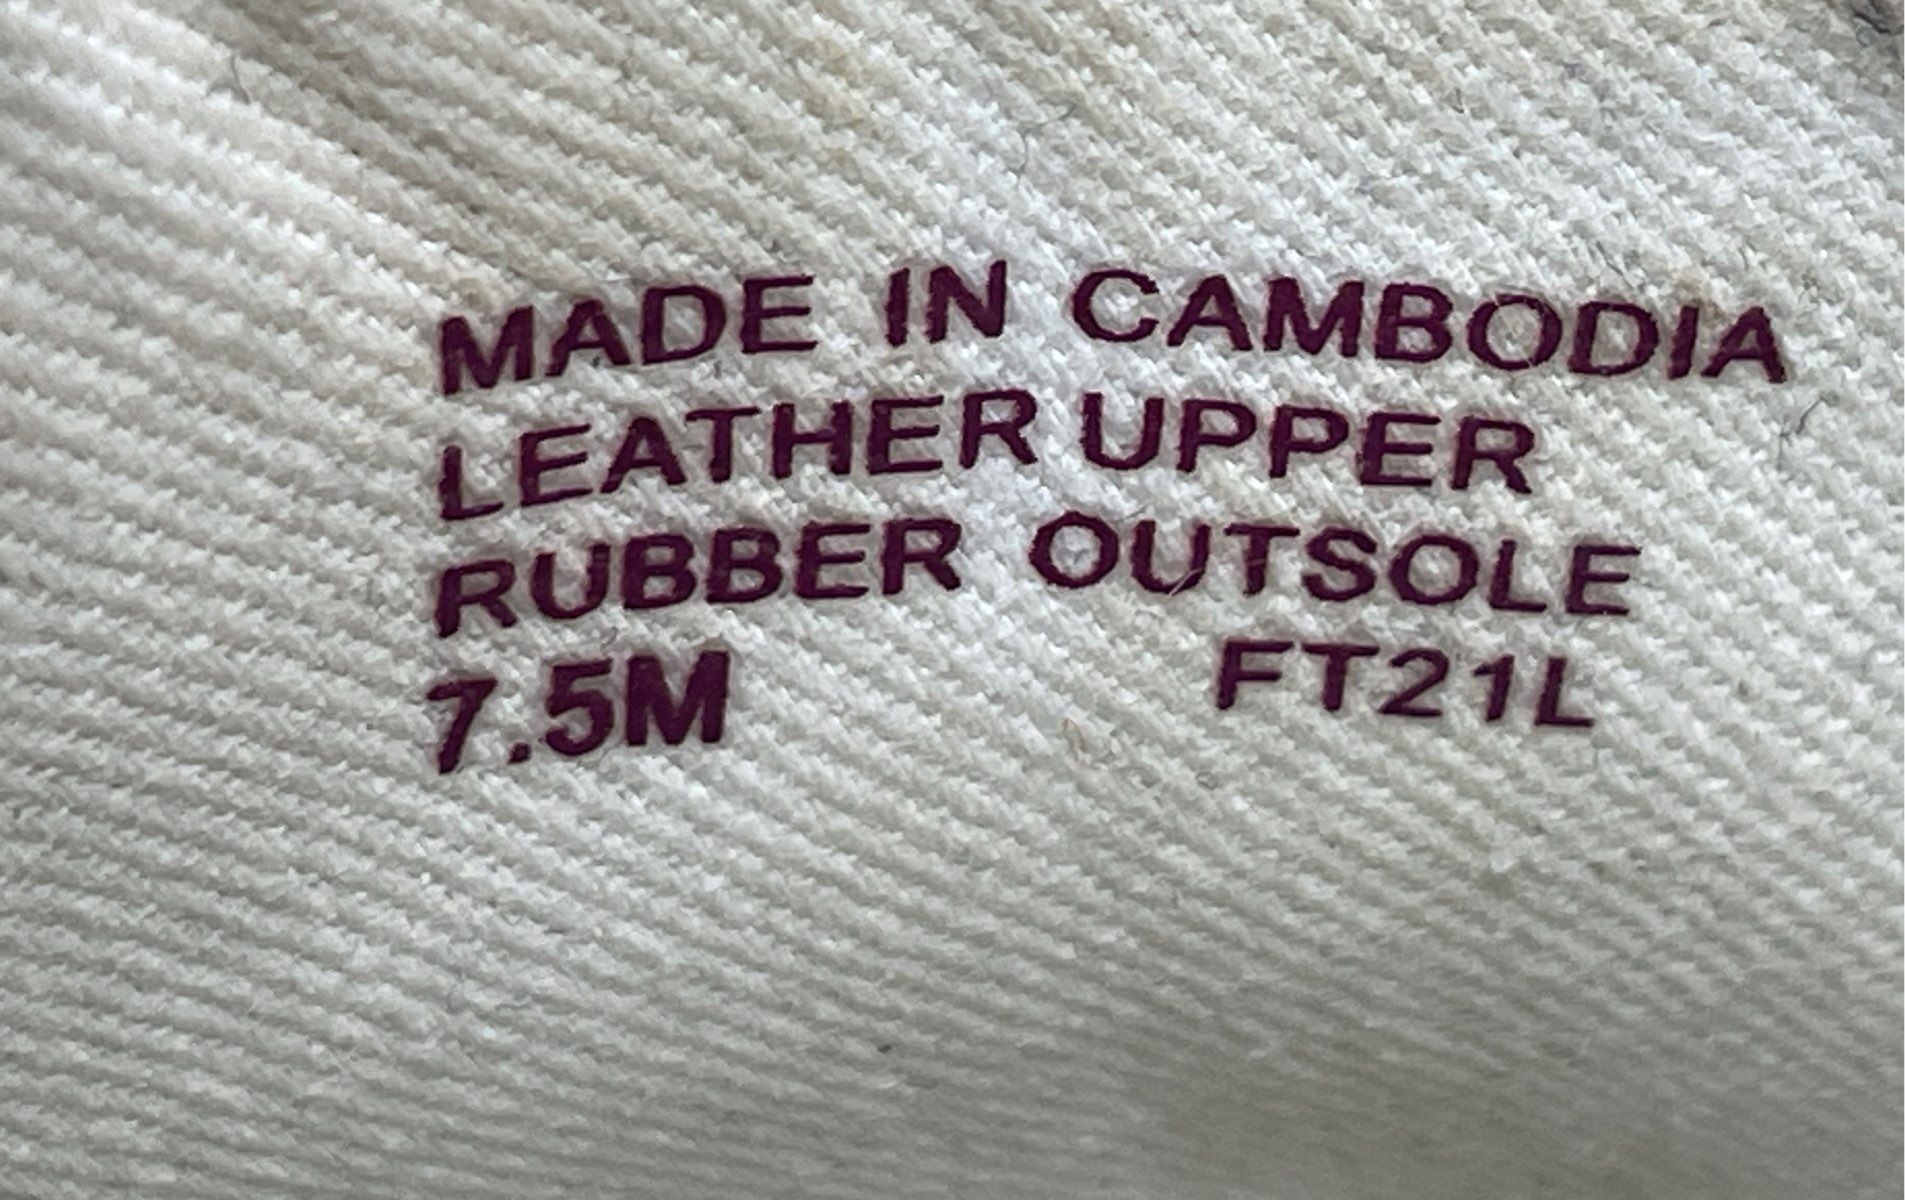 MADE IN CAMBODIA
LEATHER UPPER
RUBBER OUTSOLE
7.5M FT21L